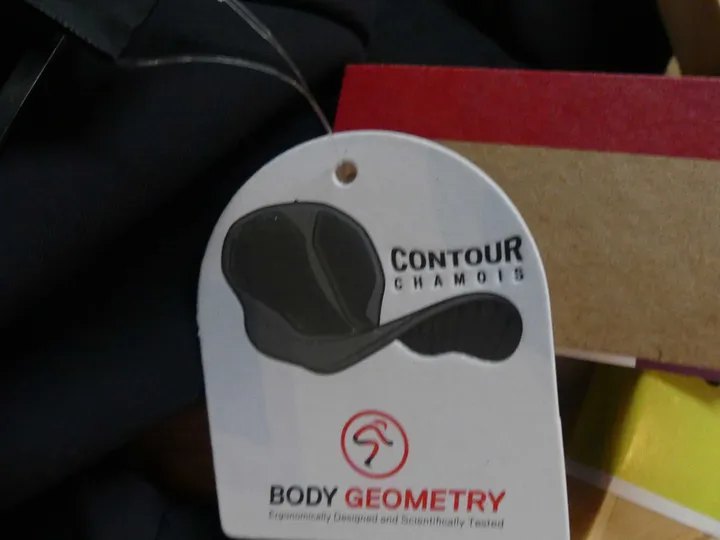 CONTOUR
CHAMOIS
BODY GEOMETRY
Ergonomically Designed and Scientifically Tested